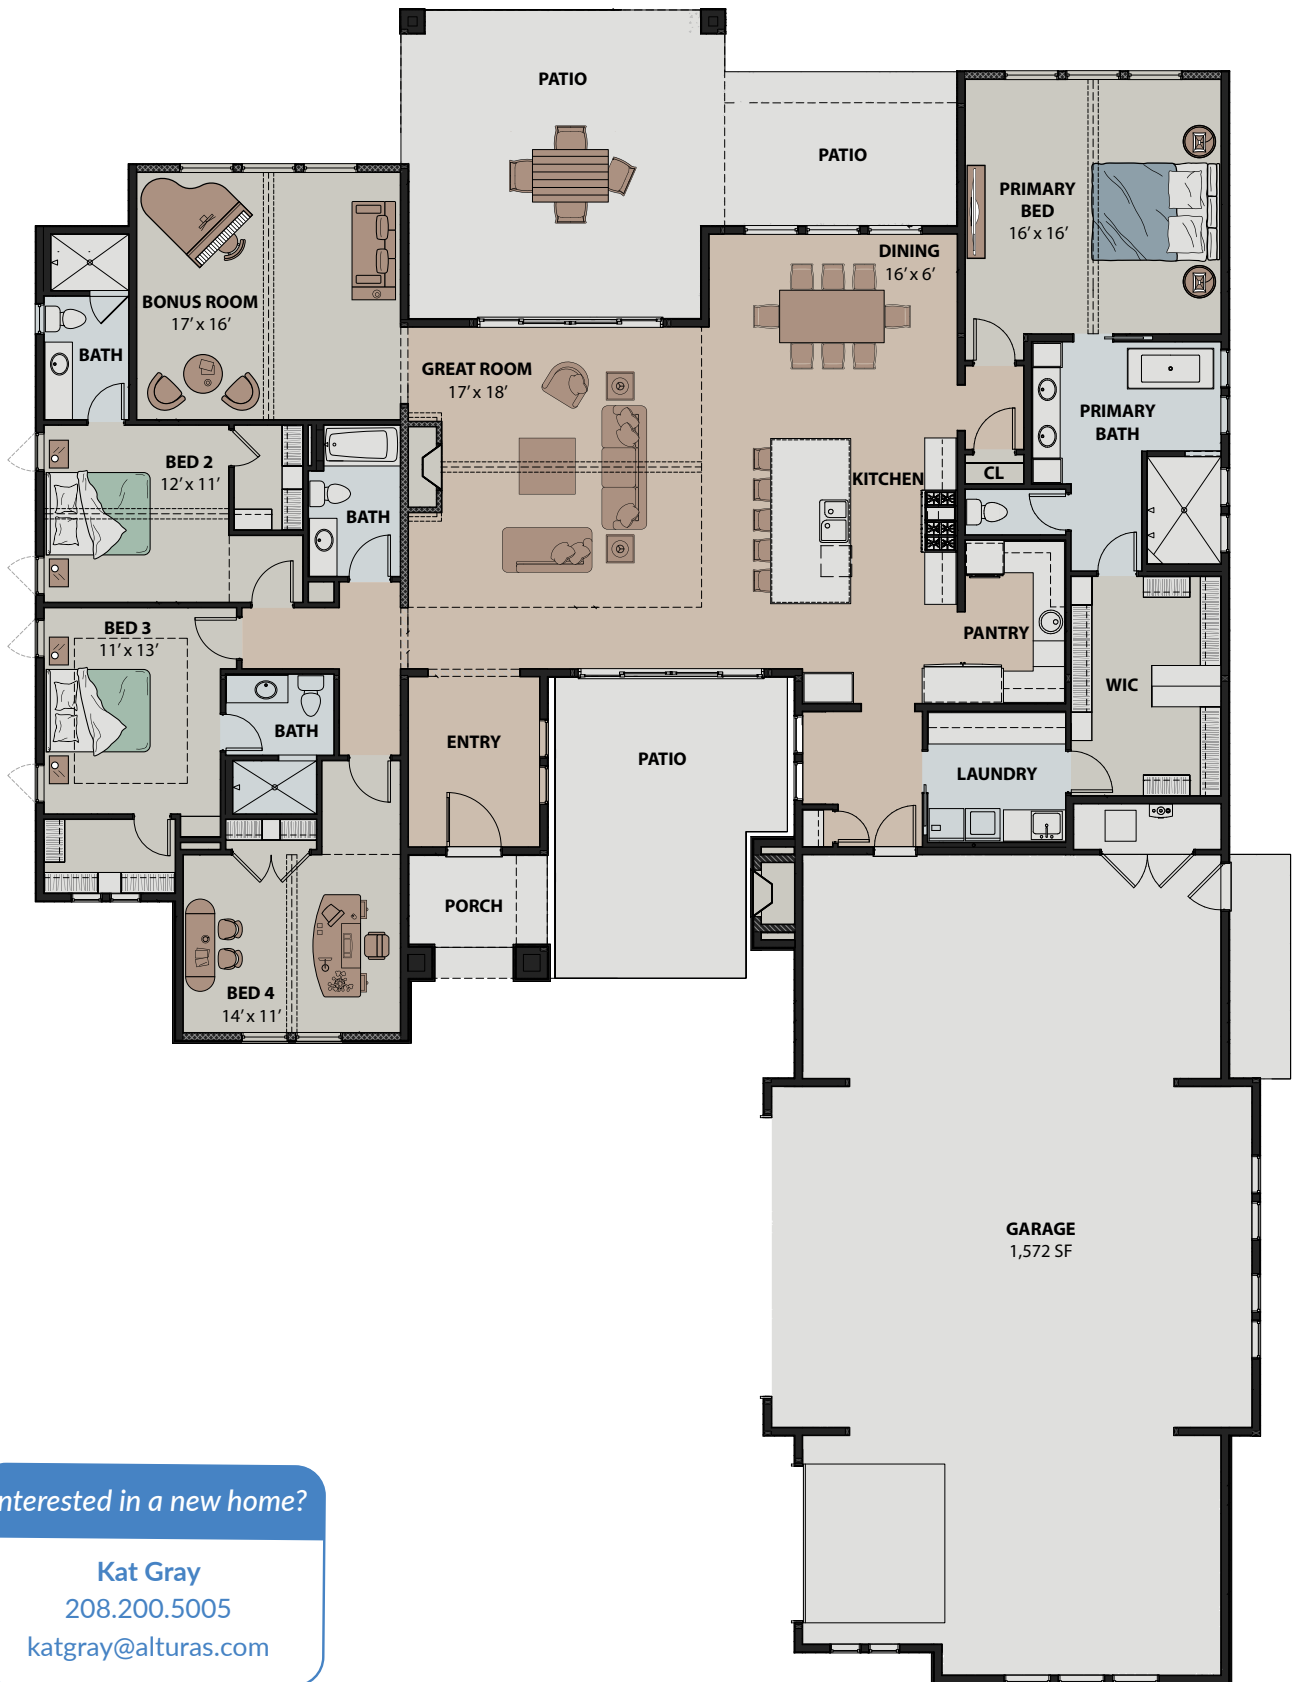 PATIO
PATIO
PRIMARY
BED
16' x 16'
DINING
16' x 6'
BONUS ROOM
17' x 16'
BATH
GREAT ROOM
17' x 18'
PRIMARY
BATH
BED 2
12' x 11'
KITCHEN
CL
BATH
BED 3
11' x 13'
PANTRY
WIC
BATH
ENTRY
PATIO
LAUNDRY
PORCH
BED 4
14' x 11'
GARAGE
1,572 SF
nterested in a new home?
Kat Gray
208.200.5005
katgray@alturas.com